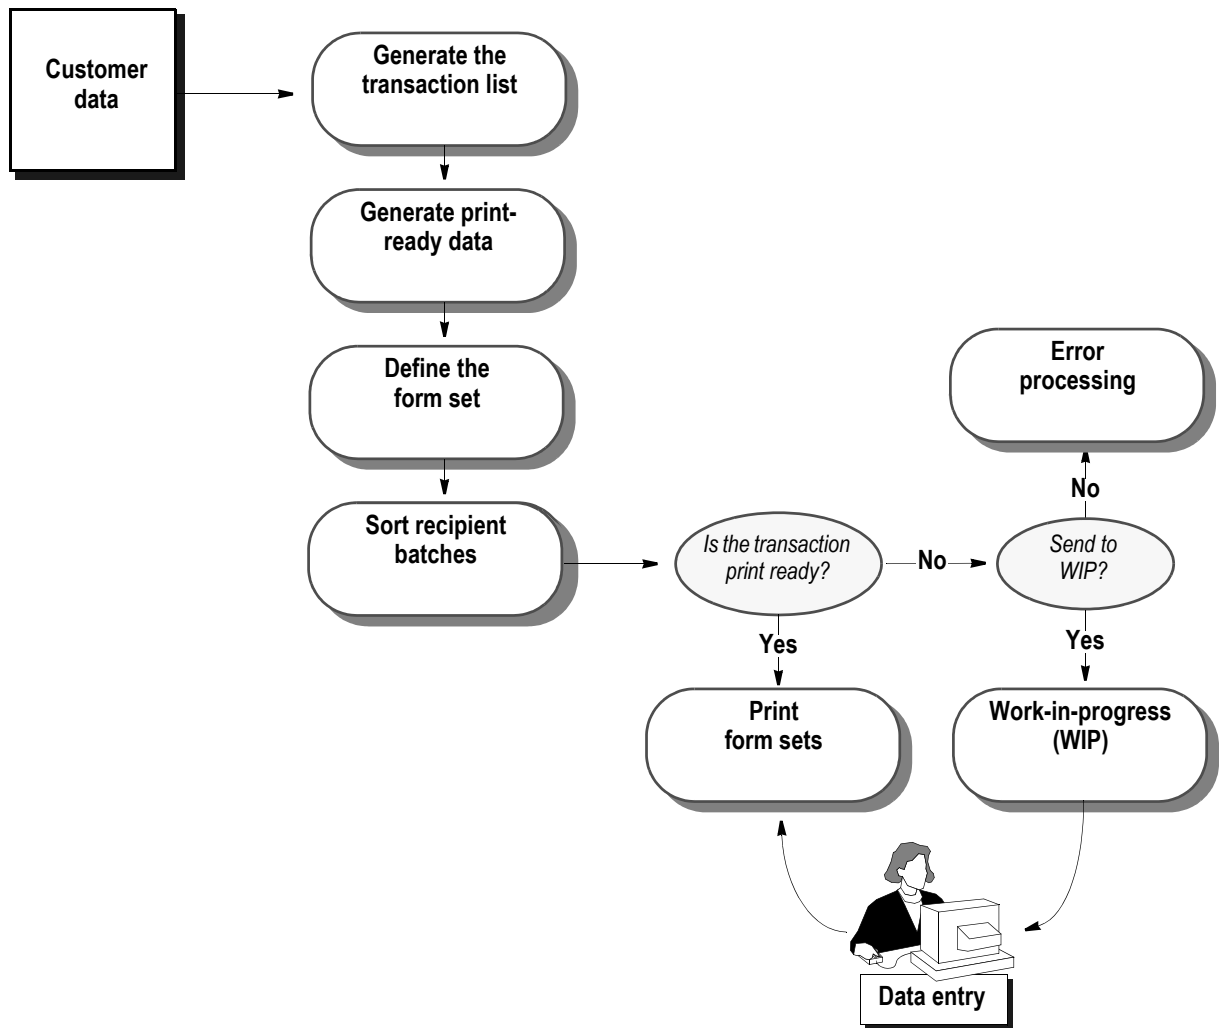 Customer
data
Generate the
transaction list
Generate print-
ready data
Define the
form set
Sort recipient
batches
Is the transaction
print ready?
No
Send to
WIP?
No
Error
processing
Yes
Print
form sets
Yes
Work-in-progress
(WIP)
Data entry